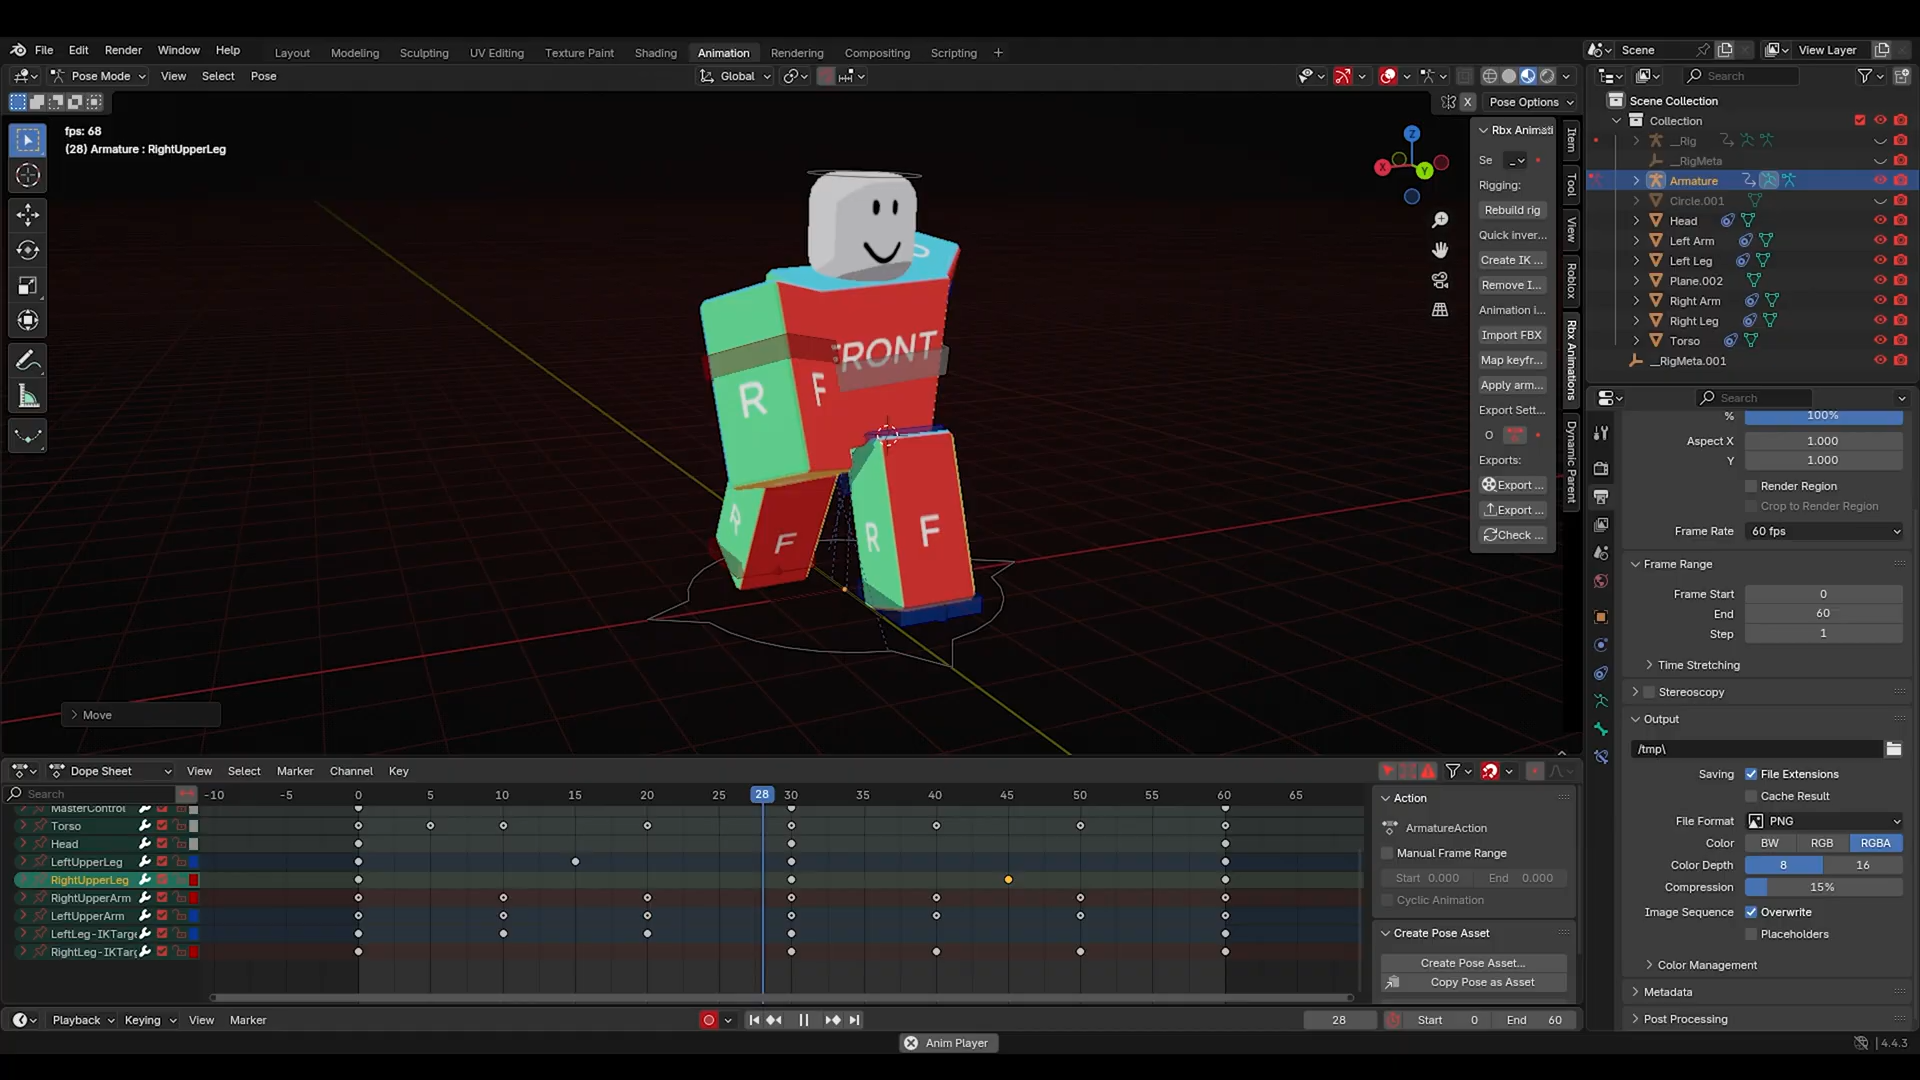 File Edit Render Window Help Layout Modeling Sculpting UV Editing Texture Paint Shading Animation Rendering Compositing Scripting + Scene View Layer
Pose Mode View Select Pose Global Search
X Pose Options
fps: 68
(28) Armature : RightUpperLeg
Z
X
Y
Rbx Animati
Se
Rigging:
Rebuild rig
Quick inver...
Create IK ...
Remove I...
Animation i...
Import FBX
Map keyfr...
Apply arm...
Export Sett...
O
Exports:
Export ...
Export ...
Check ...
Item
Tool
View
Roblox
Rbx Animations
Dynamic Parent
FRONT
R F
R F
R F
Move
Scene Collection
Collection
__Rig
__RigMeta
Armature
Circle.001
Head
Left Arm
Left Leg
Plane.002
Right Arm
Right Leg
Torso
__RigMeta.001
Search
% 100%
Aspect X 1.000
Y 1.000
Render Region
Crop to Render Region
Frame Rate 60 fps
Frame Range
Frame Start 0
End 60
Step 1
Time Stretching
Stereoscopy
Output
/tmp\
Saving File Extensions
Cache Result
File Format PNG
Color BW RGB RGBA
Color Depth 8 16
Compression 15%
Image Sequence Overwrite
Placeholders
Color Management
Metadata
Post Processing
Dope Sheet View Select Marker Channel Key
Search -10 -5 0 5 10 15 20 25 28 30 35 40 45 50 55 60 65
MasterControl
Torso
Head
LeftUpperLeg
RightUpperLeg
RightUpperArm
LeftUpperArm
LeftLeg-IKTarge
RightLeg-IKTarg
Action
ArmatureAction
Manual Frame Range
Start 0.000 End 0.000
Cyclic Animation
Create Pose Asset
Create Pose Asset...
Copy Pose as Asset
Playback Keying View Marker 28 Start 0 End 60
Anim Player
4.4.3